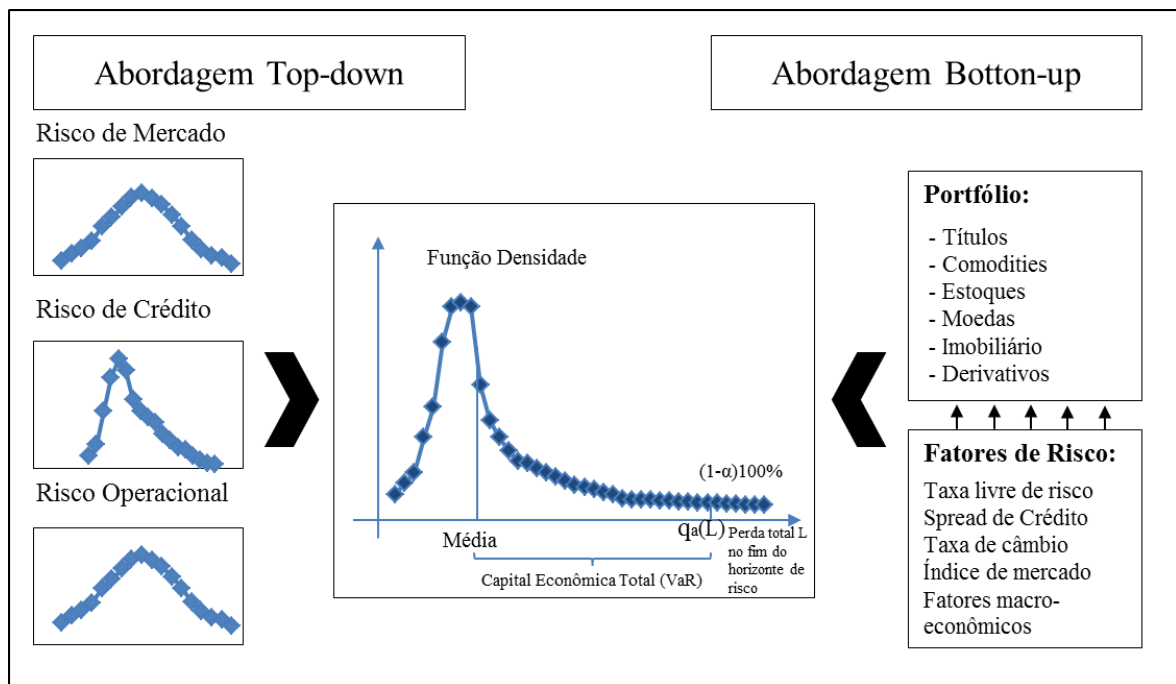 Abordagem Top-down
Abordagem Botton-up
Risco de Mercado
Risco de Crédito
Risco Operacional
Função Densidade
(1-α)100%
Média
qa(L)
Perda total L
no fim do
horizonte de
risco
Capital Econômica Total (VaR)
Portfólio:
- Títulos
- Comodities
- Estoques
- Moedas
- Imobiliário
- Derivativos
Fatores de Risco:
Taxa livre de risco
Spread de Crédito
Taxa de câmbio
Índice de mercado
Fatores macro-
econômicos